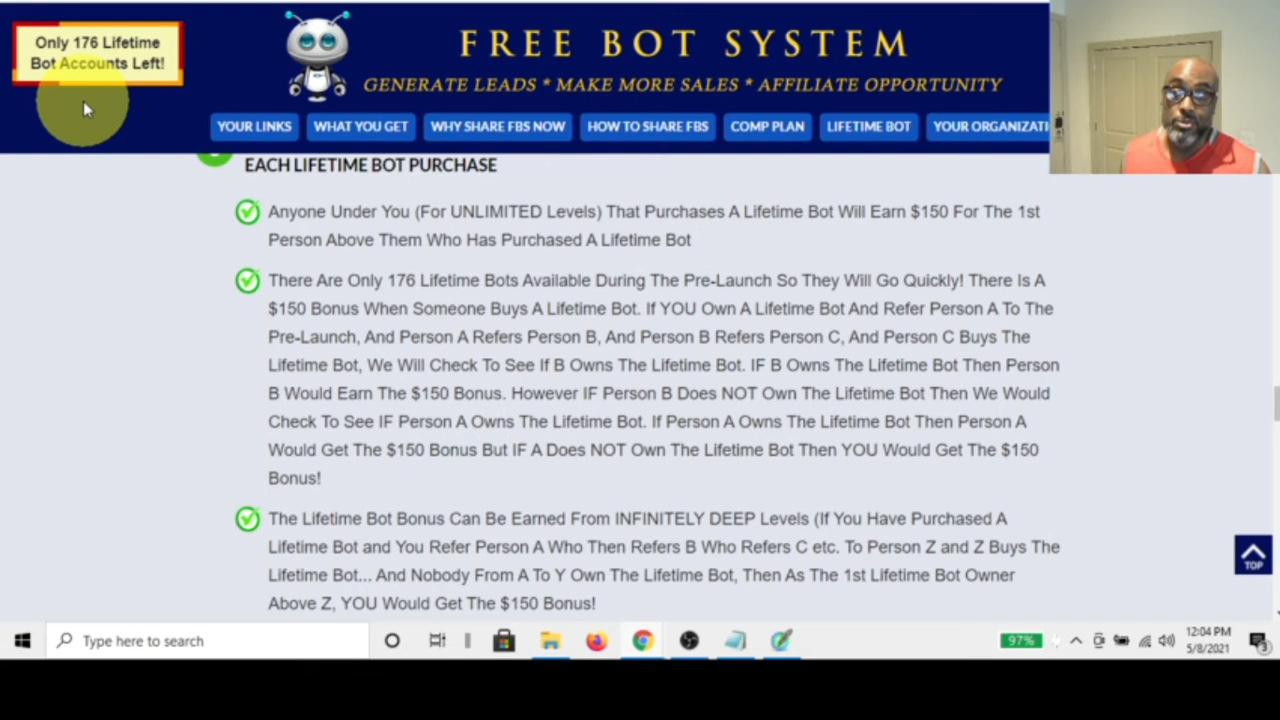 Only 176 Lifetime
Bot Accounts Left!
FREE BOT SYSTEM
GENERATE LEADS * MAKE MORE SALES * AFFILIATE OPPORTUNITY
YOUR LINKS
WHAT YOU GET
WHY SHARE FBS NOW
HOW TO SHARE FBS
COMP PLAN
LIFETIME BOT
YOUR ORGANIZATI
EACH LIFETIME BOT PURCHASE
Anyone Under You (For UNLIMITED Levels) That Purchases A Lifetime Bot Will Earn $150 For The 1st
Person Above Them Who Has Purchased A Lifetime Bot
There Are Only 176 Lifetime Bots Available During The Pre-Launch So They Will Go Quickly! There Is A
$150 Bonus When Someone Buys A Lifetime Bot. If YOU Own A Lifetime Bot And Refer Person A To The
Pre-Launch, And Person A Refers Person B, And Person B Refers Person C, And Person C Buys The
Lifetime Bot, We Will Check To See If B Owns The Lifetime Bot. IF B Owns The Lifetime Bot Then Person
B Would Earn The $150 Bonus. However IF Person B Does NOT Own The Lifetime Bot Then We Would
Check To See IF Person A Owns The Lifetime Bot. If Person A Owns The Lifetime Bot Then Person A
Would Get The $150 Bonus But IF A Does NOT Own The Lifetime Bot Then YOU Would Get The $150
Bonus!
The Lifetime Bot Bonus Can Be Earned From INFINITELY DEEP Levels (If You Have Purchased A
Lifetime Bot and You Refer Person A Who Then Refers B Who Refers C etc. To Person Z and Z Buys The
Lifetime Bot... And Nobody From A To Y Own The Lifetime Bot, Then As The 1st Lifetime Bot Owner
Above Z, YOU Would Get The $150 Bonus!
TOP
Type here to search
97%
12:04 PM
5/8/2021
3